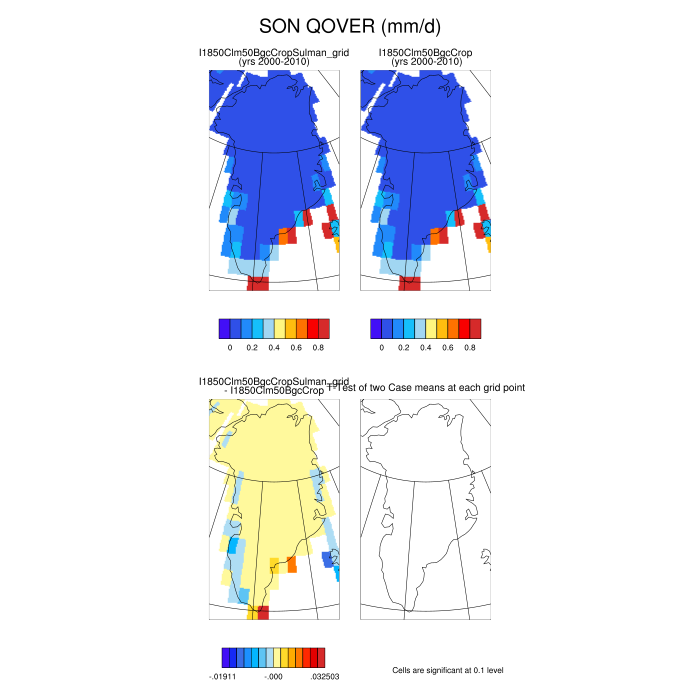 SON QOVER (mm/d)
I1850Clm50BgcCropSulman_grid
(yrs 2000-2010)
I1850Clm50BgcCrop
(yrs 2000-2010)
0 0.2 0.4 0.6 0.8
0 0.2 0.4 0.6 0.8
I1850Clm50BgcCropSulman_grid
- I1850Clm50BgcCrop
T-Test of two Case means at each grid point
-.01911 -.000 .032503
Cells are significant at 0.1 level